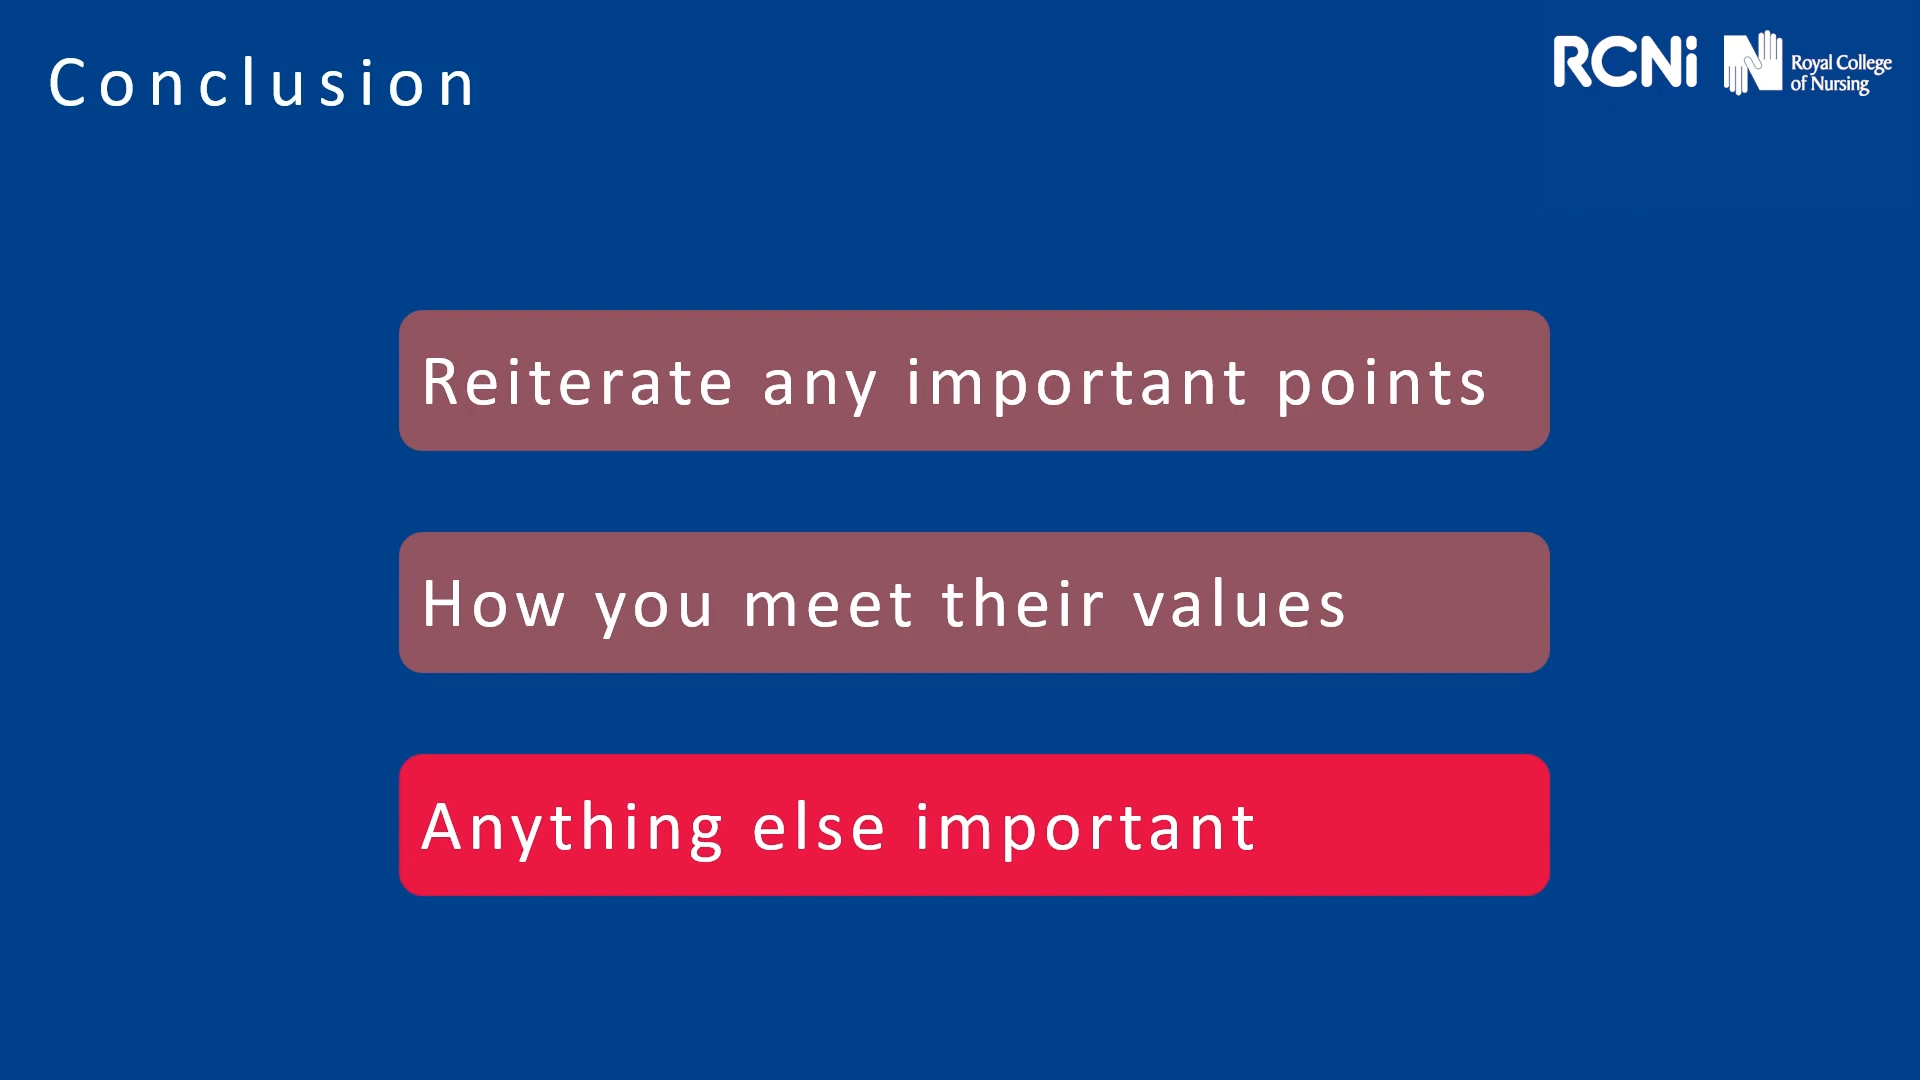 Conclusion
RCNi
Royal College
of Nursing
Reiterate any important points
How you meet their values
Anything else important